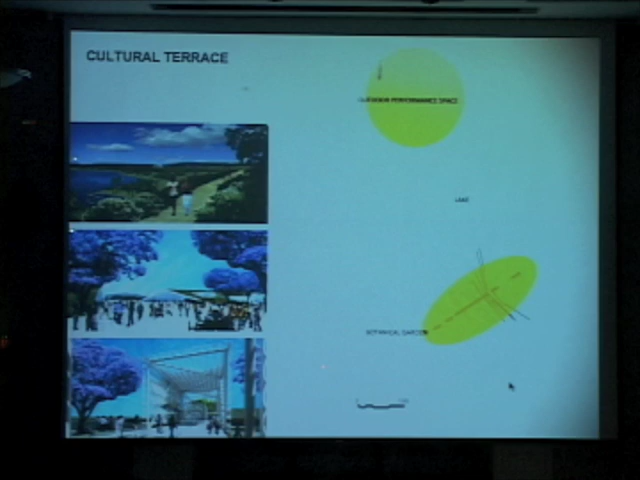 CULTURAL TERRACE
OUTDOOR PERFORMANCE SPACE
LAKE
BOTANICAL GARDEN